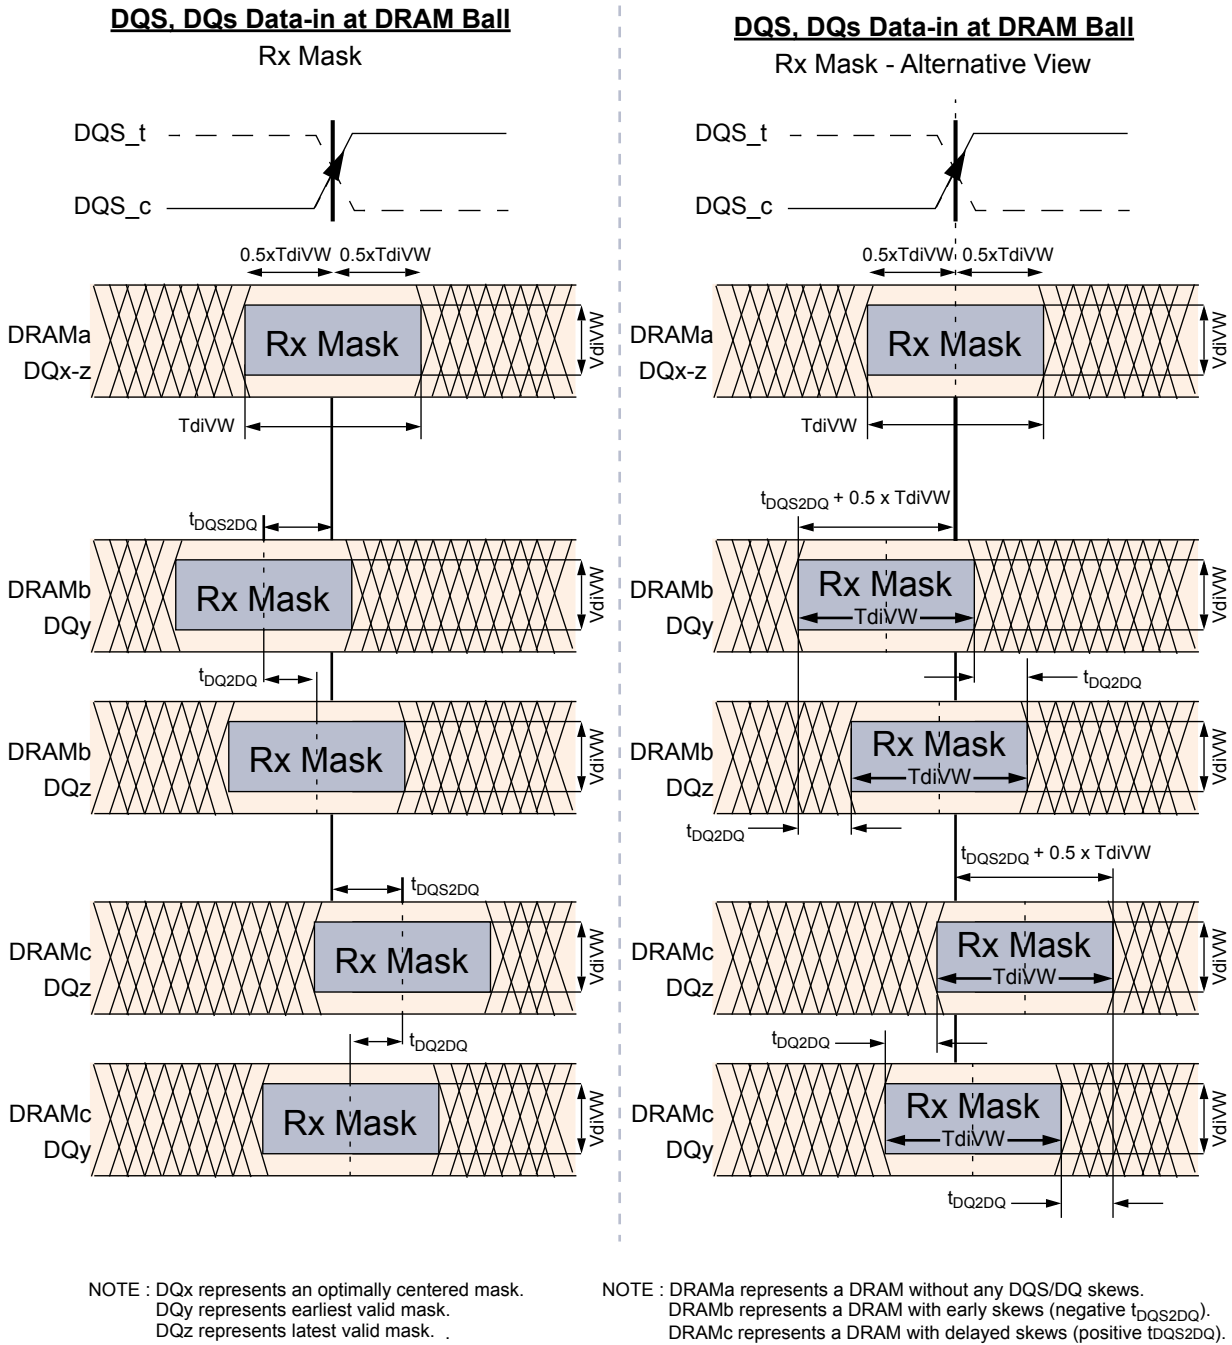 DQS, DQs Data-in at DRAM Ball
Rx Mask
DQS_t
DQS_c
0.5xTdiVW 0.5xTdiVW
DRAMa
DQx-z
Rx Mask
VdiVW
TdiVW
tDQS2DQ
DRAMb
DQy
Rx Mask
VdiVW
tDQ2DQ
DRAMb
DQz
Rx Mask
VdiVW
tDQS2DQ
DRAMc
DQz
Rx Mask
VdiVW
tDQ2DQ
DRAMc
DQy
Rx Mask
VdiVW
NOTE : DQx represents an optimally centered mask.
DQy represents earliest valid mask.
DQz represents latest valid mask. .
DQS, DQs Data-in at DRAM Ball
Rx Mask - Alternative View
DQS_t
DQS_c
0.5xTdiVW 0.5xTdiVW
DRAMa
DQx-z
Rx Mask
VdiVW
TdiVW
tDQS2DQ + 0.5 x TdiVW
DRAMb
DQy
Rx Mask
TdiVW
VdiVW
tDQ2DQ
DRAMb
DQz
Rx Mask
TdiVW
VdiVW
tDQ2DQ
tDQS2DQ + 0.5 x TdiVW
DRAMc
DQz
Rx Mask
TdiVW
VdiVW
tDQ2DQ
DRAMc
DQy
Rx Mask
TdiVW
VdiVW
tDQ2DQ
NOTE : DRAMa represents a DRAM without any DQS/DQ skews.
DRAMb represents a DRAM with early skews (negative tDQS2DQ).
DRAMc represents a DRAM with delayed skews (positive tDQS2DQ).